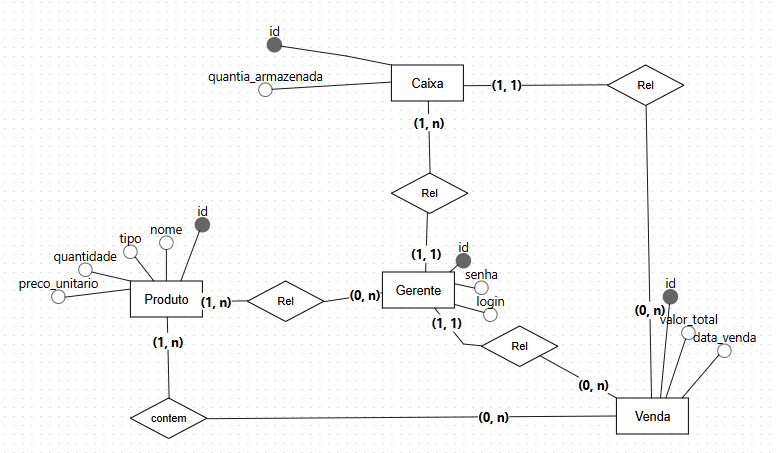 id
quantia_armazenada
Caixa
(1, 1)
Rel
(1, n)
Rel
id
nome
tipo
quantidade
preco_unitario
Produto
(1, n)
Rel
(0, n)
(1, 1)
id
senha
login
Gerente
(1, 1)
Rel
(0, n)
id
(0, n)
valor_total
data_venda
(1, n)
contem
(0, n)
Venda